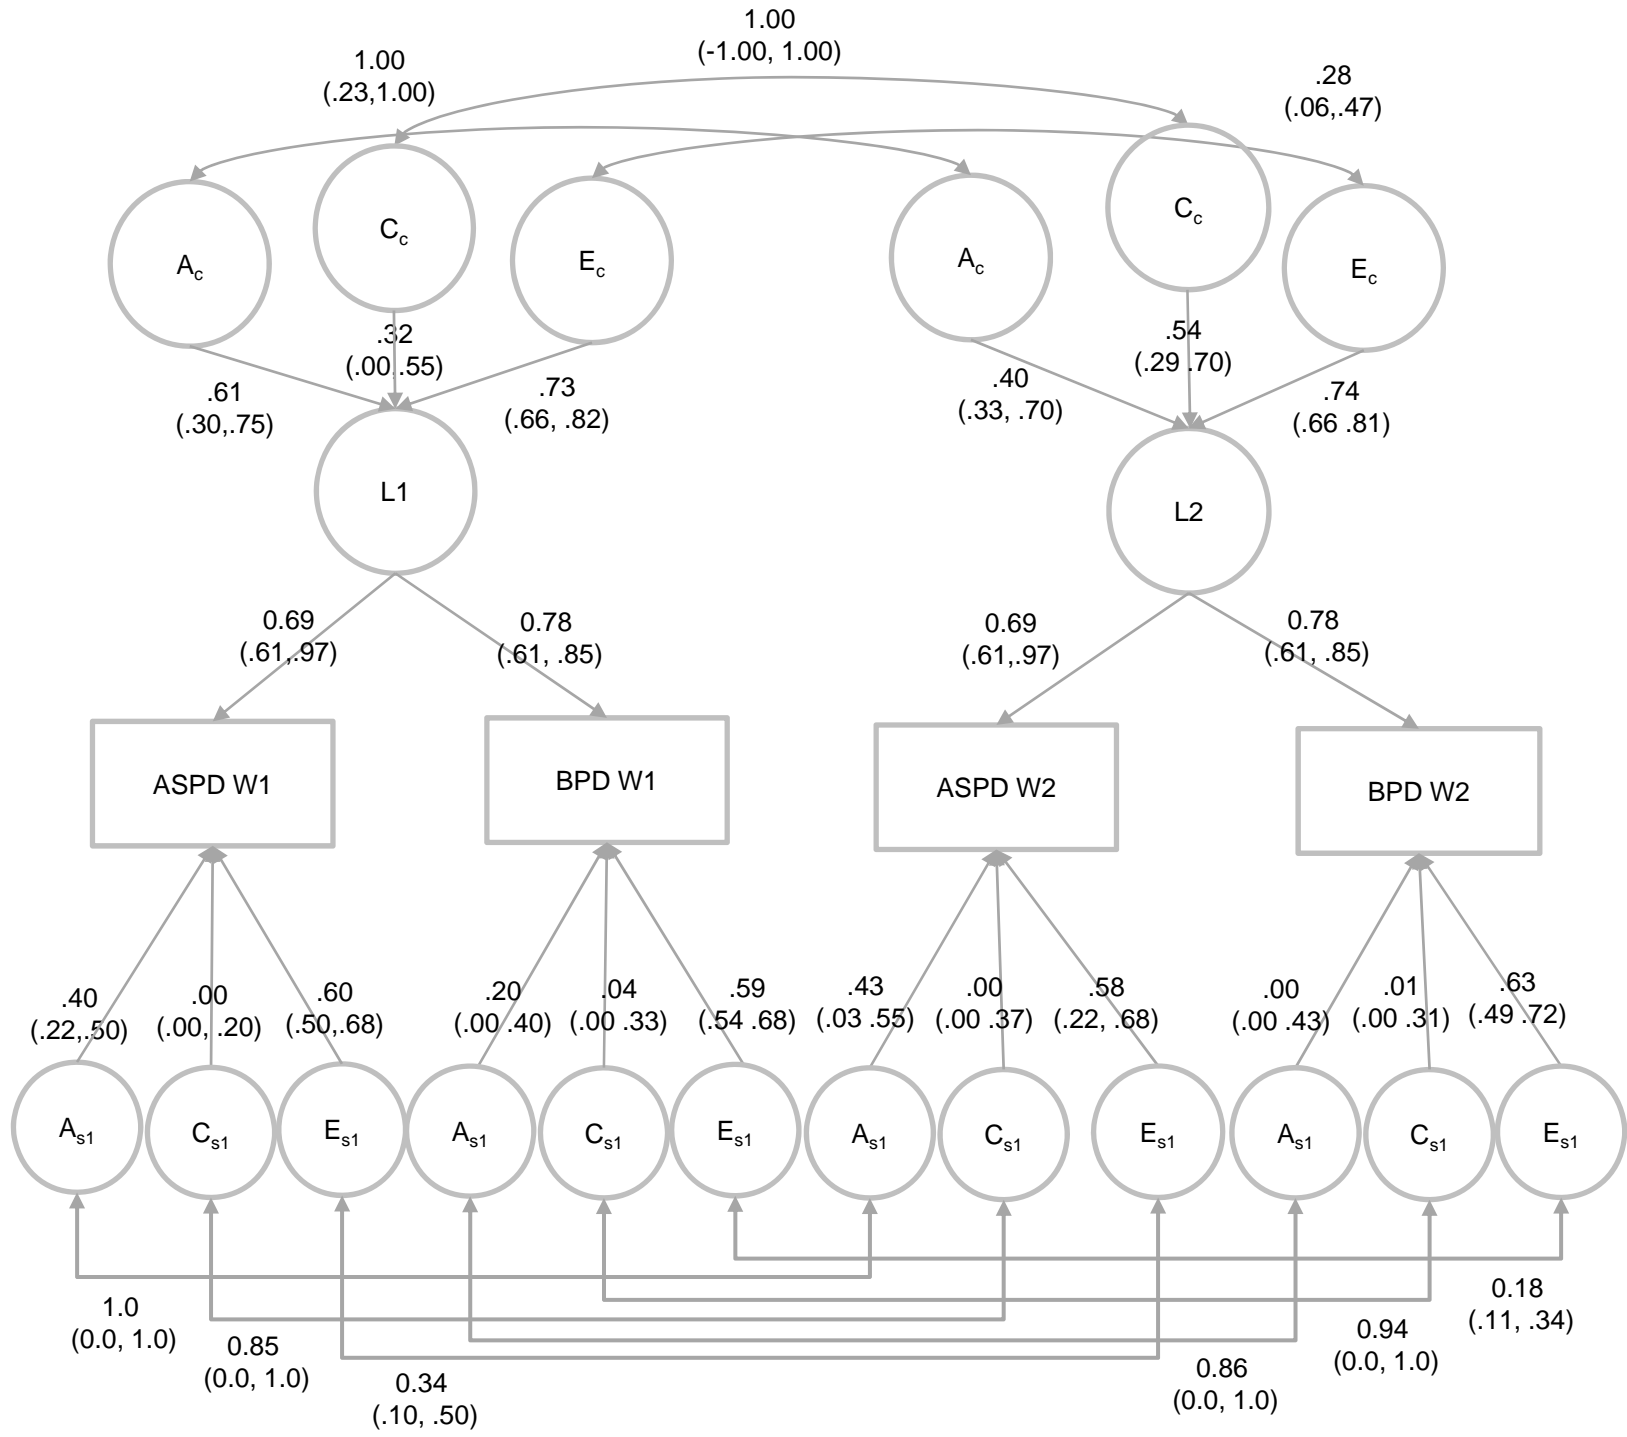 1.00
(-1.00, 1.00)
1.00
(.23,1.00)
.28
(.06,.47)
Ac
Cc
Ec
Ac
Cc
Ec
.61
(.30,.75)
.32
(.00,.55)
.73
(.66, .82)
.40
(.33, .70)
.54
(.29 .70)
.74
(.66 .81)
L1
L2
0.69
(.61,.97)
0.78
(.61, .85)
0.69
(.61,.97)
0.78
(.61, .85)
ASPD W1
BPD W1
ASPD W2
BPD W2
.40
(.22,.50)
.00
(.00, .20)
.60
(.50,.68)
.20
(.00 .40)
.04
(.00 .33)
.59
(.54 .68)
.43
(.03 .55)
.00
(.00 .37)
.58
(.22, .68)
.00
(.00 .43)
.01
(.00 .31)
.63
(.49 .72)
As1
Cs1
Es1
As1
Cs1
Es1
As1
Cs1
Es1
As1
Cs1
Es1
1.0
(0.0, 1.0)
0.85
(0.0, 1.0)
0.34
(.10, .50)
0.86
(0.0, 1.0)
0.94
(0.0, 1.0)
0.18
(.11, .34)